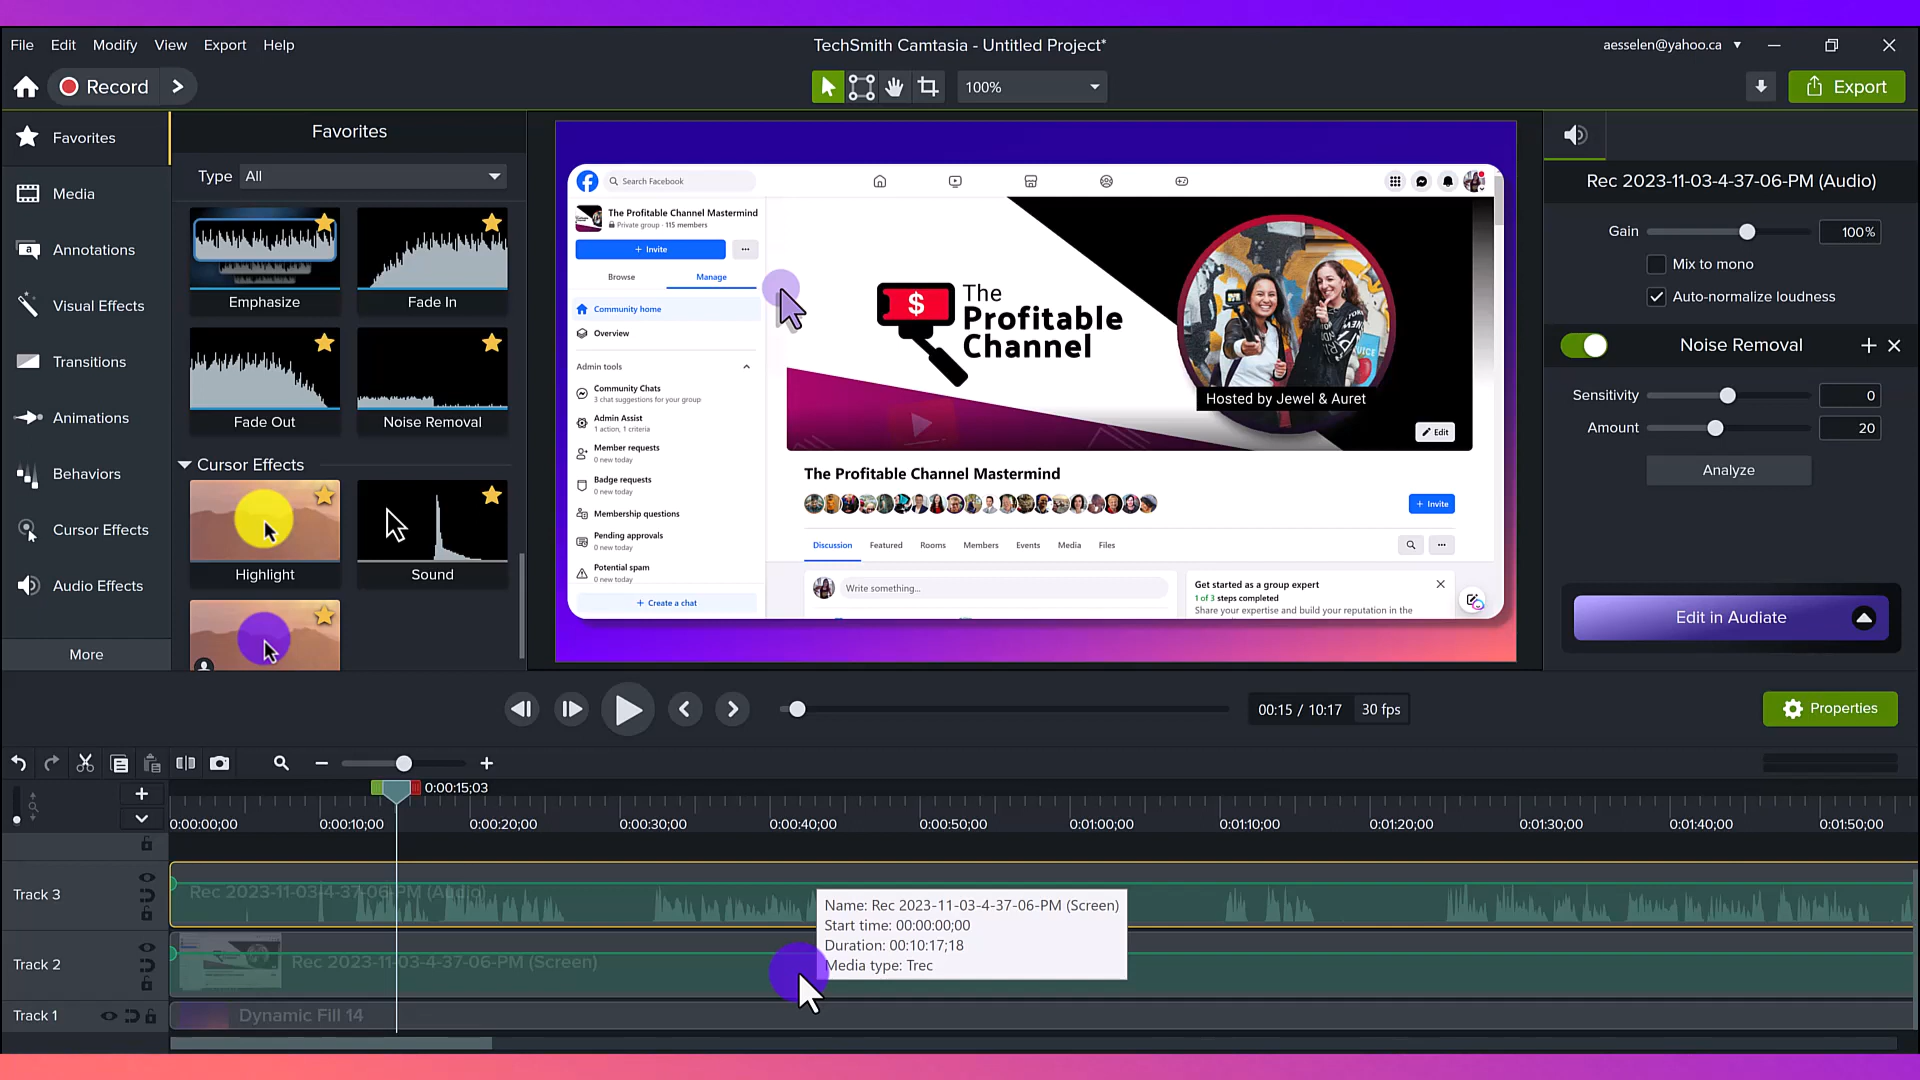 File Edit Modify View Export Help
TechSmith Camtasia - Untitled Project*
aesselen@yahoo.ca
Record
100%
Export
Favorites
Media
Annotations
Visual Effects
Transitions
Animations
Behaviors
Cursor Effects
Audio Effects
More
Favorites
Type All
Emphasize
Fade In
Fade Out
Noise Removal
Cursor Effects
Highlight
Sound
Search Facebook
The Profitable Channel Mastermind
Private group · 115 members
+ Invite
Browse Manage
Community home
Overview
Admin tools
Community Chats
3 chat suggestions for your group
Admin Assist
1 action, 1 criteria
Member requests
0 new today
Badge requests
0 new today
Membership questions
Pending approvals
0 new today
Potential spam
0 new today
+ Create a chat
$
The
Profitable
Channel
Hosted by Jewel & Auret
Edit
The Profitable Channel Mastermind
+ Invite
Discussion Featured Rooms Members Events Media Files
Write something...
Get started as a group expert
1 of 3 steps completed
Share your expertise and build your reputation in the
Rec 2023-11-03-4-37-06-PM (Audio)
Gain 100%
Mix to mono
Auto-normalize loudness
Noise Removal
Sensitivity 0
Amount 20
Analyze
Edit in Audiate
00:15 / 10:17 30 fps
Properties
0:00:15;03
0:00:00;00 0:00:10;00 0:00:20;00 0:00:30;00 0:00:40;00 0:00:50;00 0:01:00;00 0:01:10;00 0:01:20;00 0:01:30;00 0:01:40;00 0:01:50;00
Track 3
Rec 2023-11-03-4-37-06-PM (Audio)
Name: Rec 2023-11-03-4-37-06-PM (Screen)
Start time: 00:00:00;00
Duration: 00:10:17;18
Media type: Trec
Track 2
Rec 2023-11-03-4-37-06-PM (Screen)
Track 1
Dynamic Fill 14